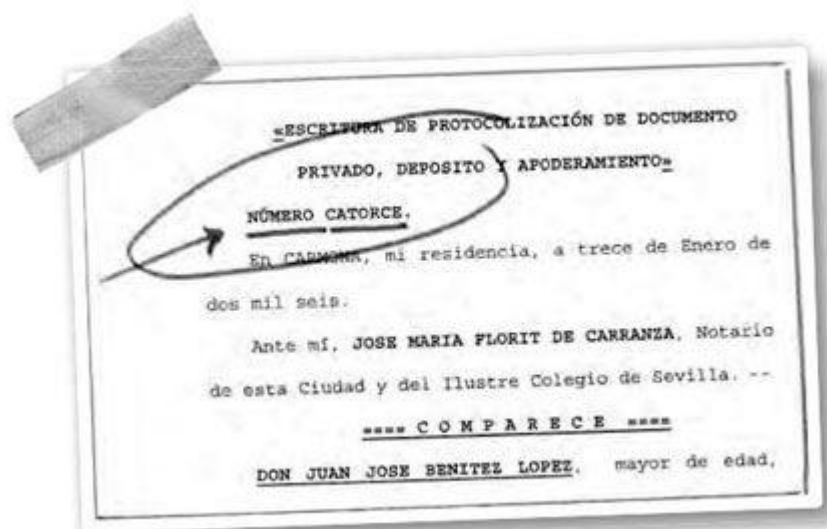 «ESCRITURA DE PROTOCOLIZACIÓN DE DOCUMENTO
PRIVADO, DEPOSITO Y APODERAMIENTO»
NÚMERO CATORCE.
En CARMONA, mi residencia, a trece de Enero de
dos mil seis.
Ante mí, JOSE MARIA FLORIT DE CARRANZA, Notario
de esta Ciudad y del Ilustre Colegio de Sevilla. --
==== C O M P A R E C E ====
DON JUAN JOSE BENITEZ LOPEZ, mayor de edad,